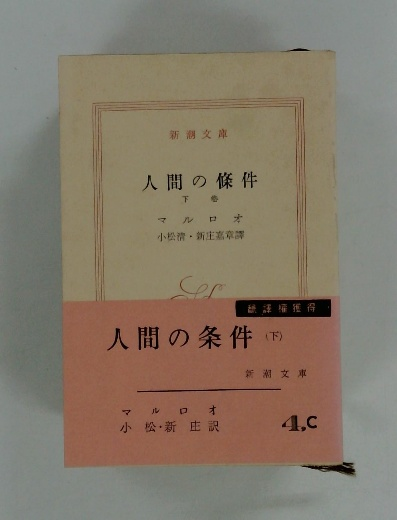 新潮文庫
人間の條件
下巻
マルロオ
小松清・新庄嘉章譯
飜譯權獲得
人間の条件 (下)
新潮文庫
マルロオ
小松・新庄訳
4,C